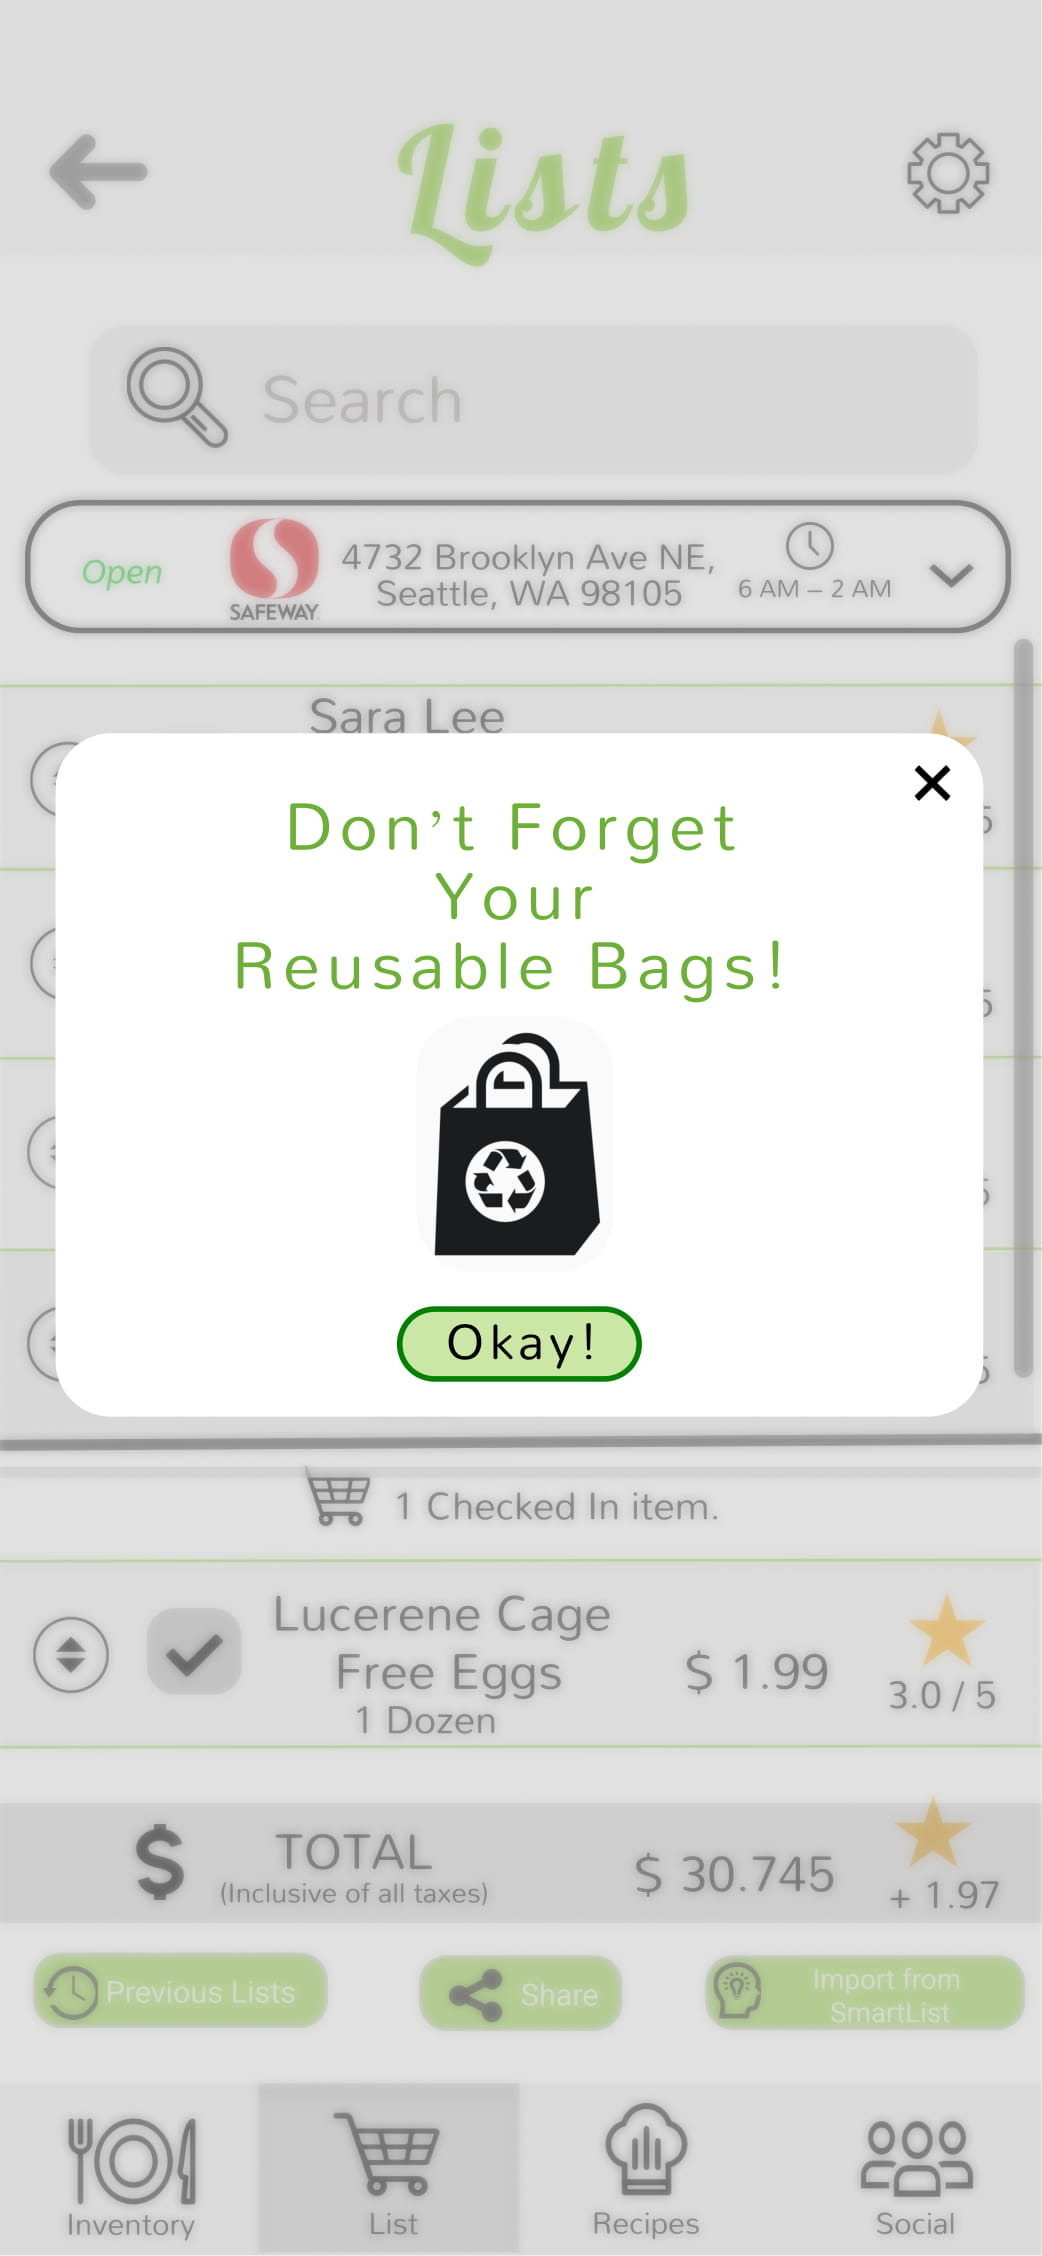 Lists
Search
Open
SAFEWAY
4732 Brooklyn Ave NE,
Seattle, WA 98105
6 AM – 2 AM
Sara Lee
Don't Forget
Your
Reusable Bags!
Okay!
1 Checked In item.
Lucerene Cage
Free Eggs
1 Dozen
$ 1.99
3.0 / 5
TOTAL
(Inclusive of all taxes)
$ 30.745
+ 1.97
Previous Lists
Share
Import from
SmartList
Inventory
List
Recipes
Social